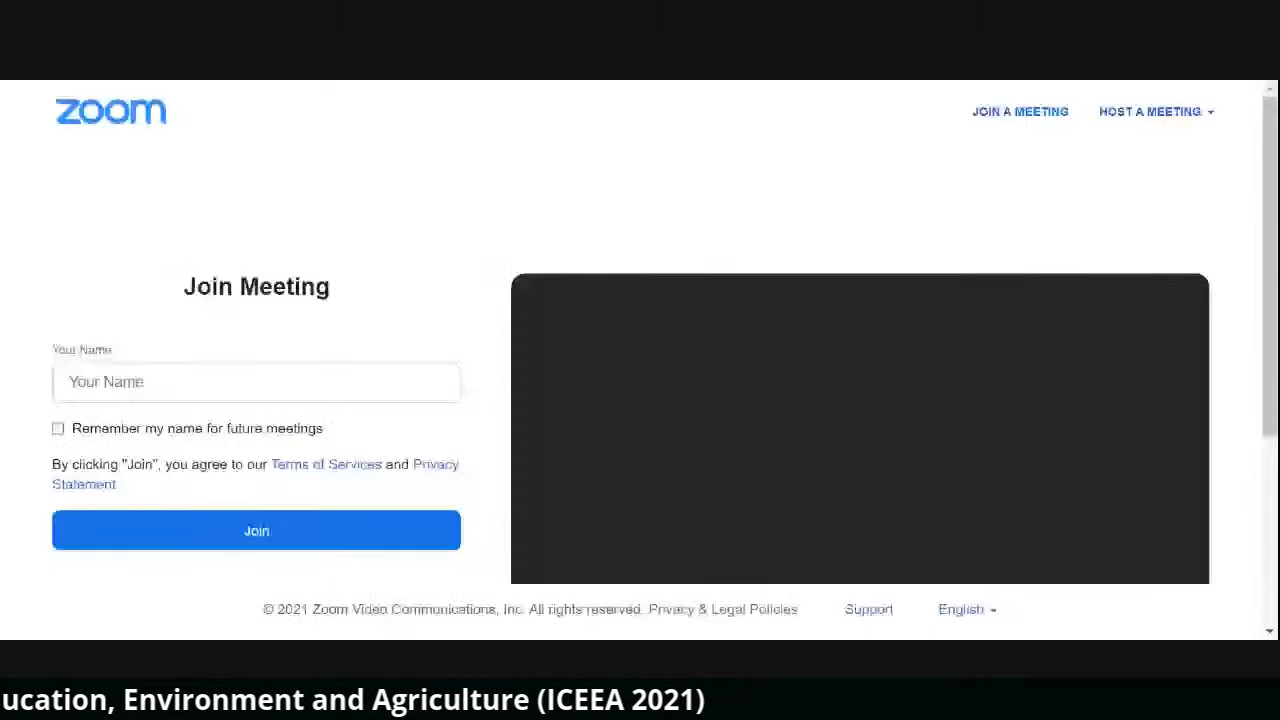 zoom
JOIN A MEETING
HOST A MEETING
Join Meeting
Your Name
Your Name
Remember my name for future meetings
By clicking "Join", you agree to our Terms of Services and Privacy
Statement
Join
© 2021 Zoom Video Communications, Inc. All rights reserved. Privacy & Legal Policies
Support
English
ucation, Environment and Agriculture (ICEEA 2021)